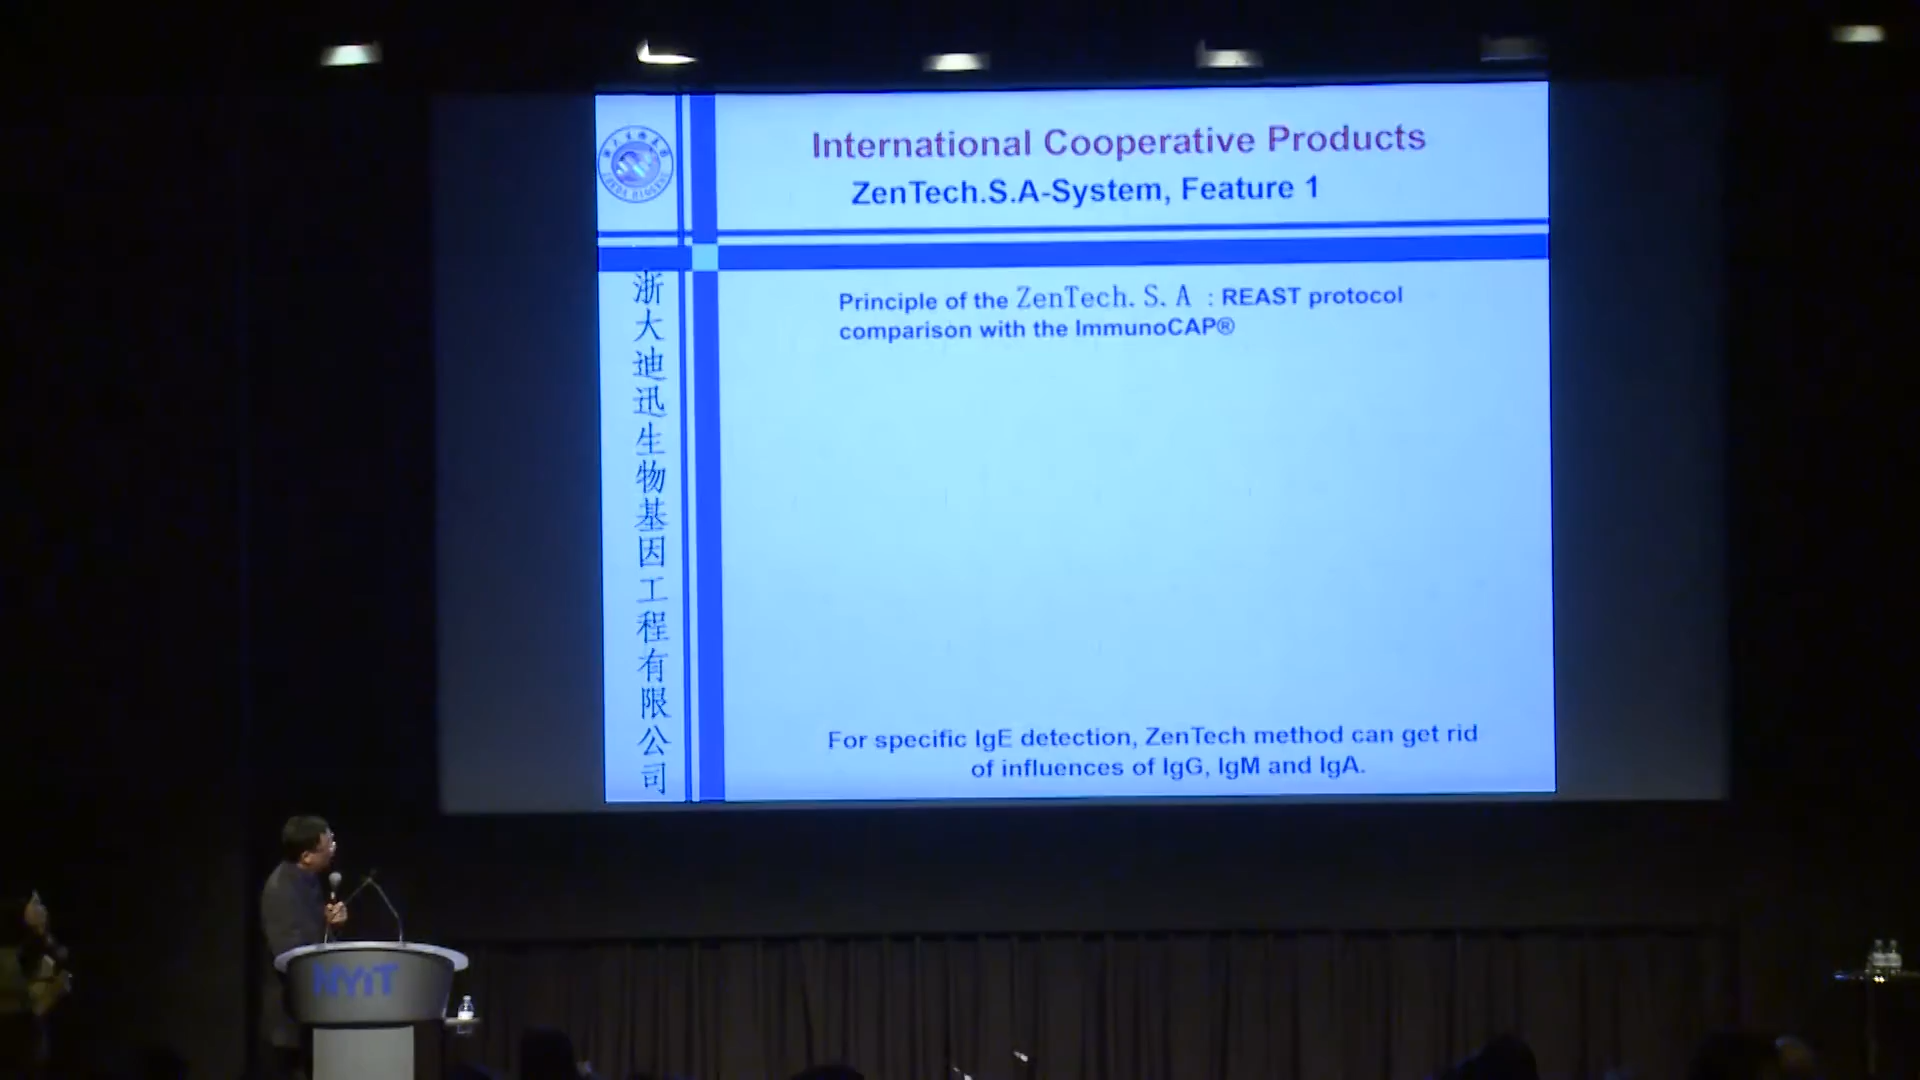 International Cooperative Products
ZenTech.S.A-System, Feature 1
浙大迪迅生物基因工程有限公司
Principle of the ZenTech.S.A : REAST protocol
comparison with the ImmunoCAP®
For specific IgE detection, ZenTech method can get rid
of influences of IgG, IgM and IgA.
NYiT